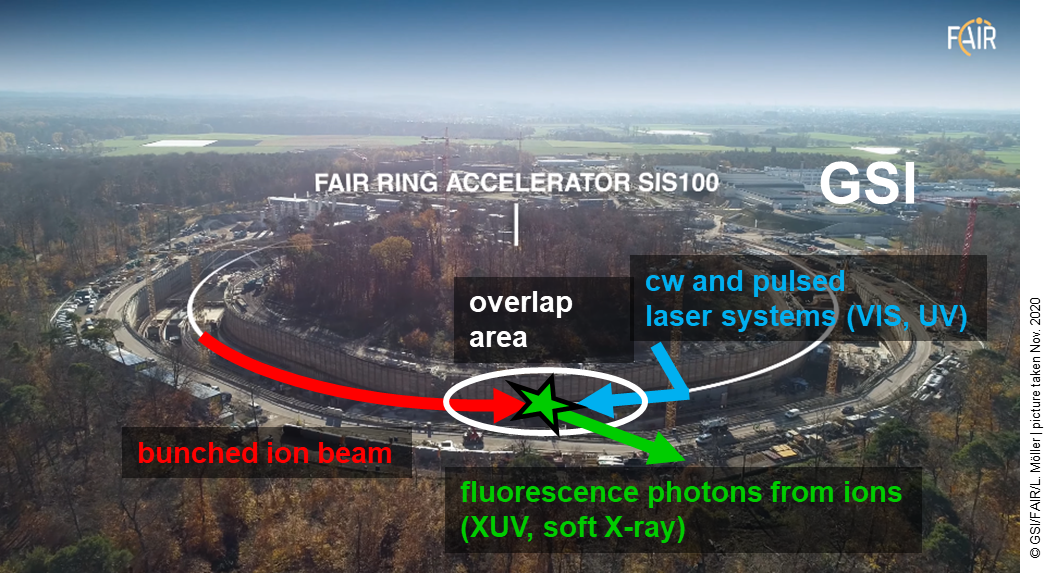 FAIR
GSI
FAIR RING ACCELERATOR SIS100
cw and pulsed
laser systems (VIS, UV)
overlap
area
bunched ion beam
fluorescence photons from ions
(XUV, soft X-ray)
© GSI/FAIR/L. Möller | picture taken Nov. 2020